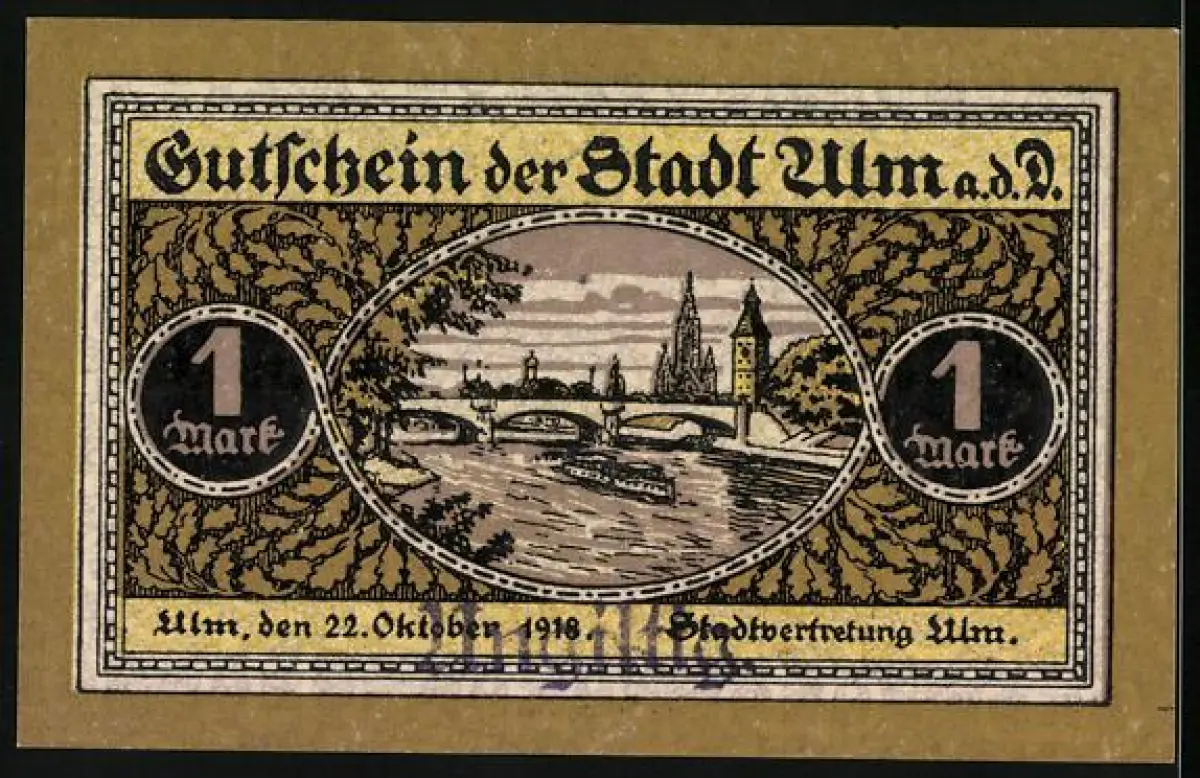 Gutschein der Stadt Ulm a.d.D.
1 Mark
1 Mark
Ulm, den 22. Oktober 1918. Stadtvertretung Ulm.
Ungiltig.